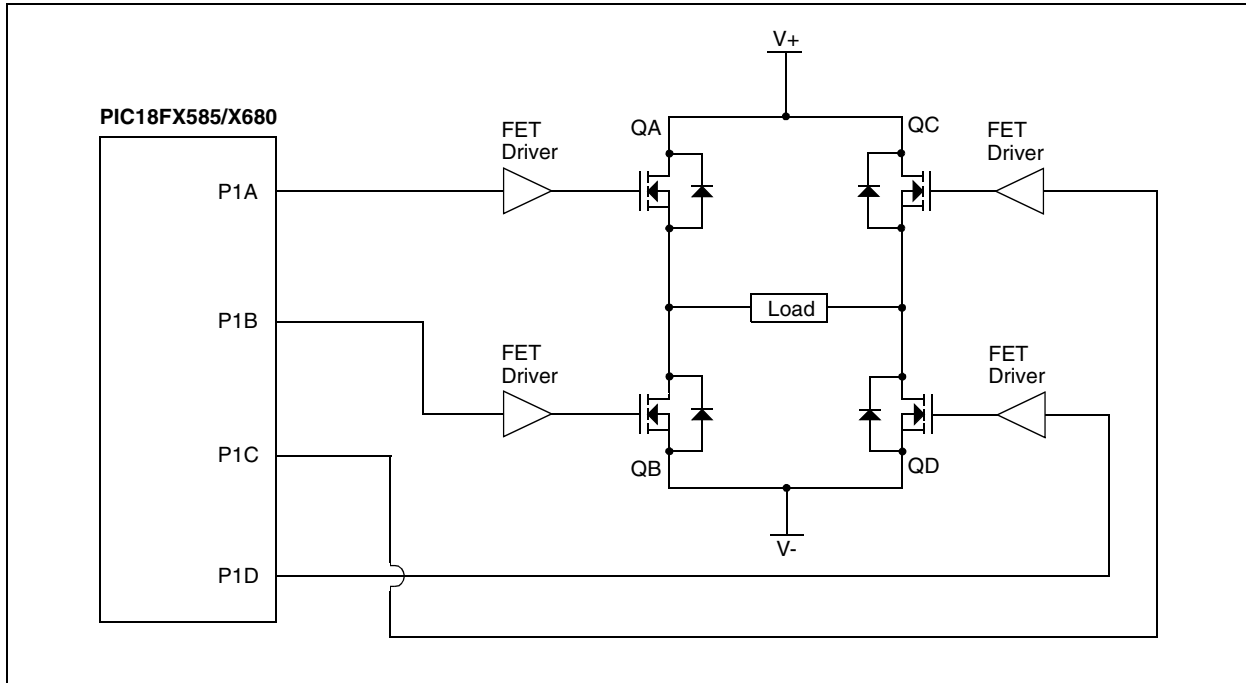 V+
PIC18FX585/X680
QA
QC
FET
Driver
FET
Driver
P1A
P1B
Load
FET
Driver
FET
Driver
P1C
QB
QD
V-
P1D